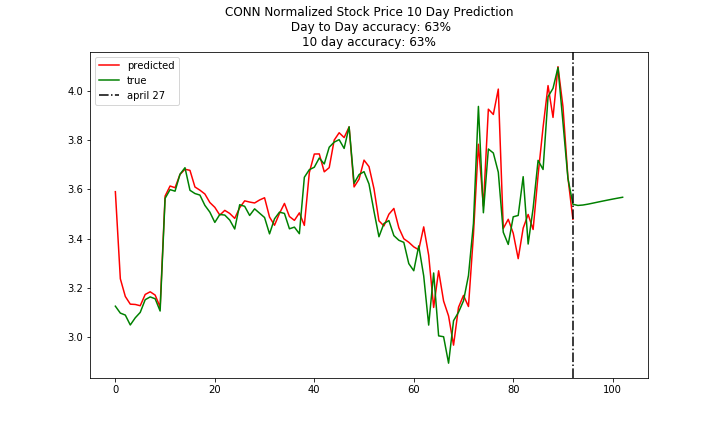 CONN Normalized Stock Price 10 Day Prediction
Day to Day accuracy: 63%
10 day accuracy: 63%
predicted
true
april 27
4.0
3.8
3.6
3.4
3.2
3.0
0 20 40 60 80 100